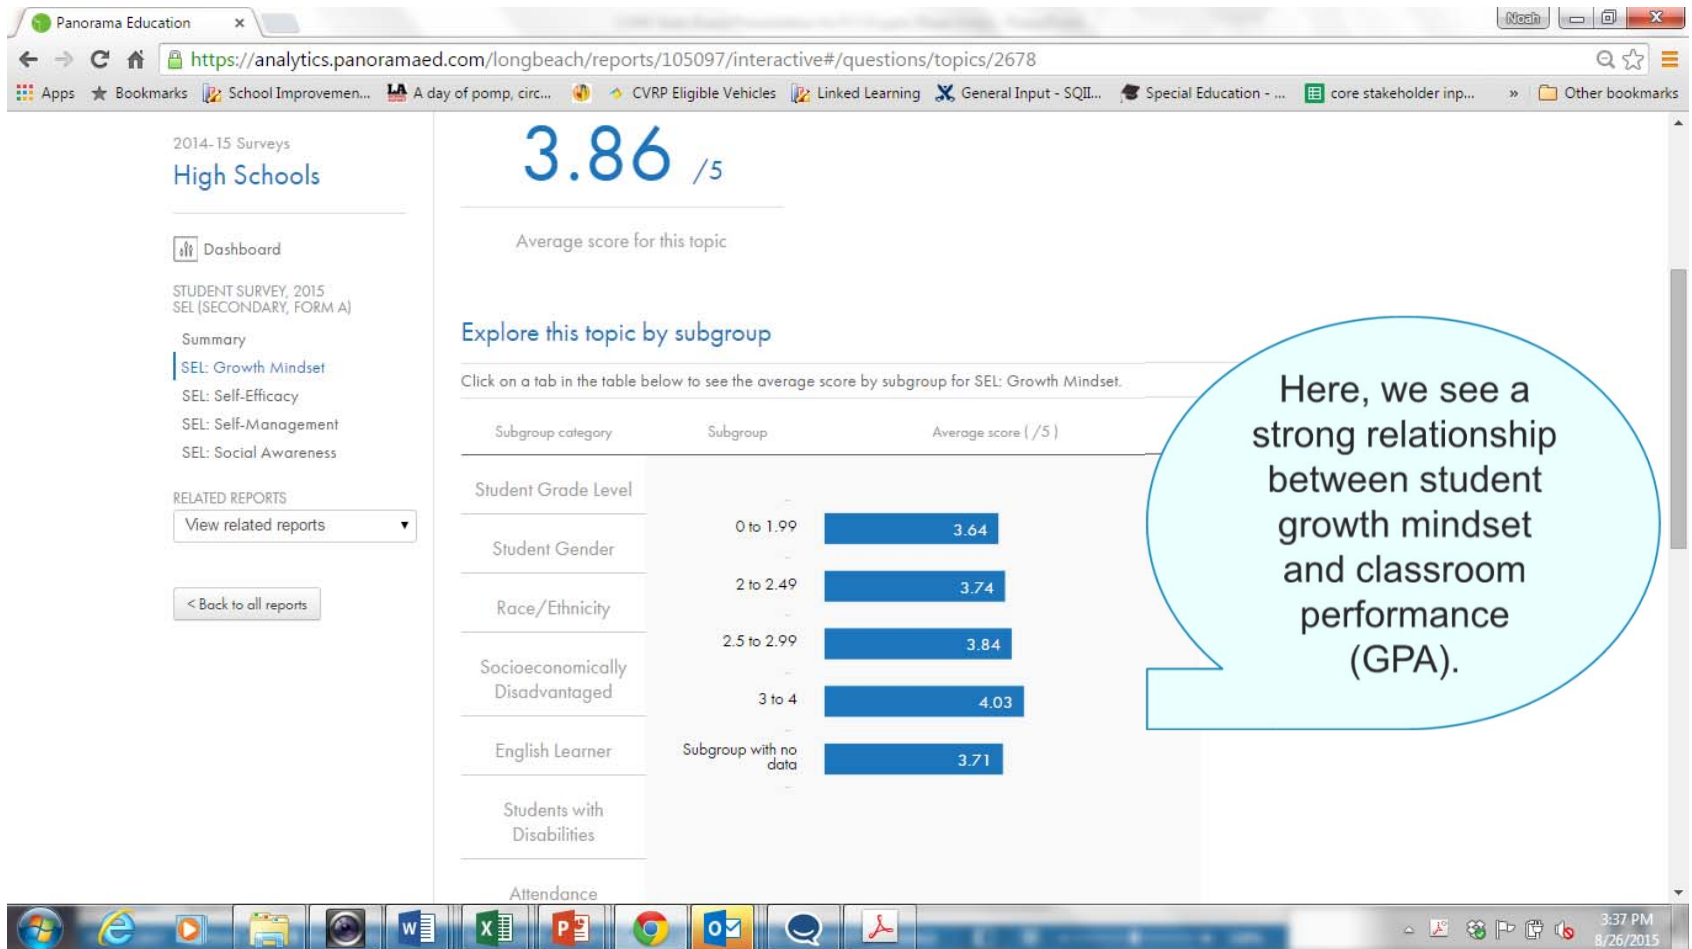 Panorama Education
Noah
https://analytics.panoramaed.com/longbeach/reports/105097/interactive#/questions/topics/2678
Apps
Bookmarks
School Improvemen...
A day of pomp, circ...
CVRP Eligible Vehicles
Linked Learning
General Input - SQII...
Special Education - ...
core stakeholder inp...
»
Other bookmarks
2014-15 Surveys
High Schools
Dashboard
STUDENT SURVEY, 2015
SEL (SECONDARY, FORM A)
Summary
SEL: Growth Mindset
SEL: Self-Efficacy
SEL: Self-Management
SEL: Social Awareness
RELATED REPORTS
View related reports
< Back to all reports
3.86 /5
Average score for this topic
Explore this topic by subgroup
Click on a tab in the table below to see the average score by subgroup for SEL: Growth Mindset.
Subgroup category Subgroup Average score ( /5 )
Student Grade Level
Student Gender
Race/Ethnicity
Socioeconomically
Disadvantaged
English Learner
Students with
Disabilities
Attendance
0 to 1.99 3.64
2 to 2.49 3.74
2.5 to 2.99 3.84
3 to 4 4.03
Subgroup with no
data 3.71
Here, we see a
strong relationship
between student
growth mindset
and classroom
performance
(GPA).
3:37 PM
8/26/2015